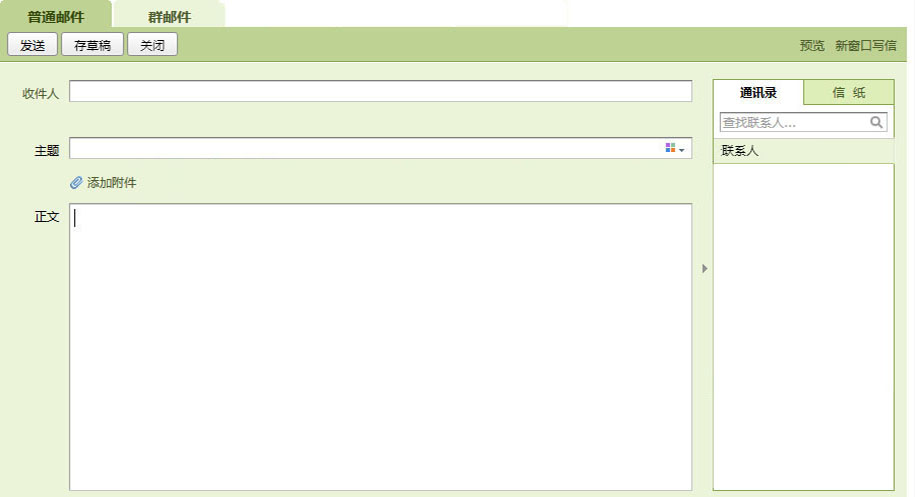 普通邮件 群邮件
发送 存草稿 关闭 预览 新窗口写信
收件人
主题
添加附件
正文
通讯录 信 纸
查找联系人...
联系人